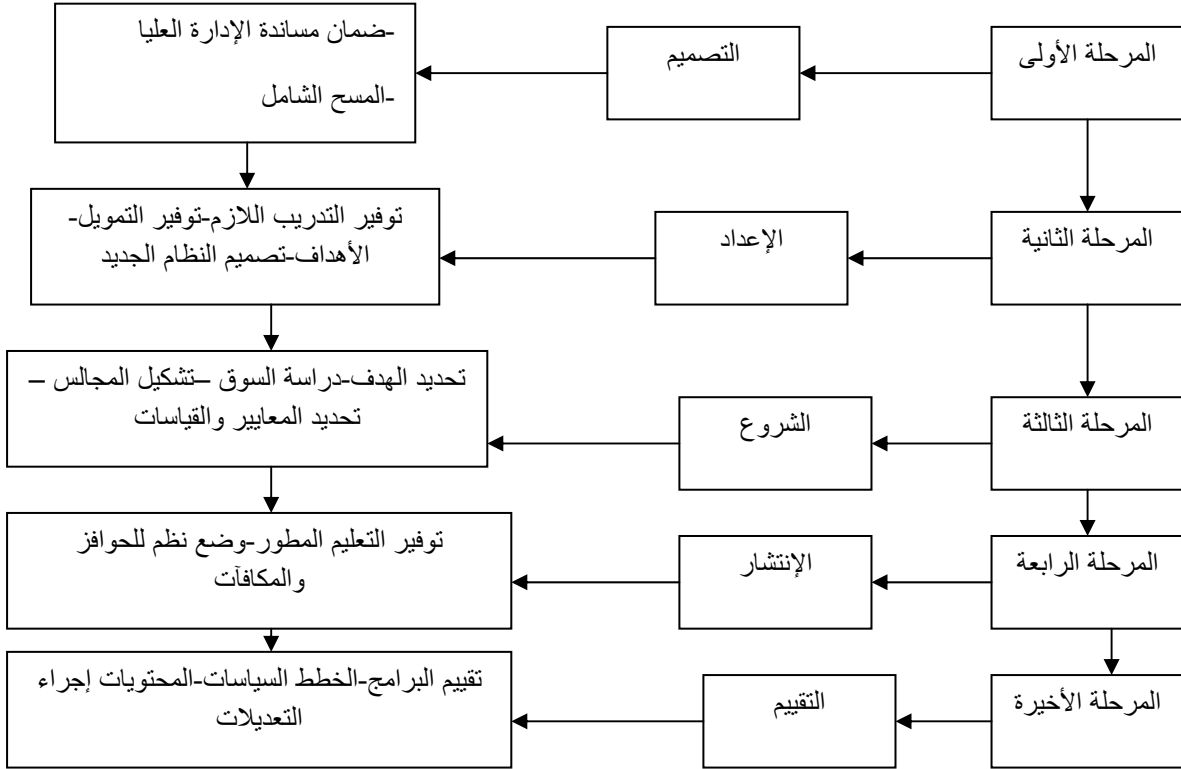 المرحلة الأولى
التصميم
-ضمان مساندة الإدارة العليا
-المسح الشامل
المرحلة الثانية
الإعداد
توفير التدريب اللازم-توفير التمويل-
الأهداف-تصميم النظام الجديد
المرحلة الثالثة
الشروع
تحديد الهدف-دراسة السوق –تشكيل المجالس –
تحديد المعايير والقياسات
المرحلة الرابعة
الإنتشار
توفير التعليم المطور-وضع نظم للحوافز
والمكافآت
المرحلة الأخيرة
التقييم
تقييم البرامج-الخطط السياسات-المحتويات إجراء
التعديلات